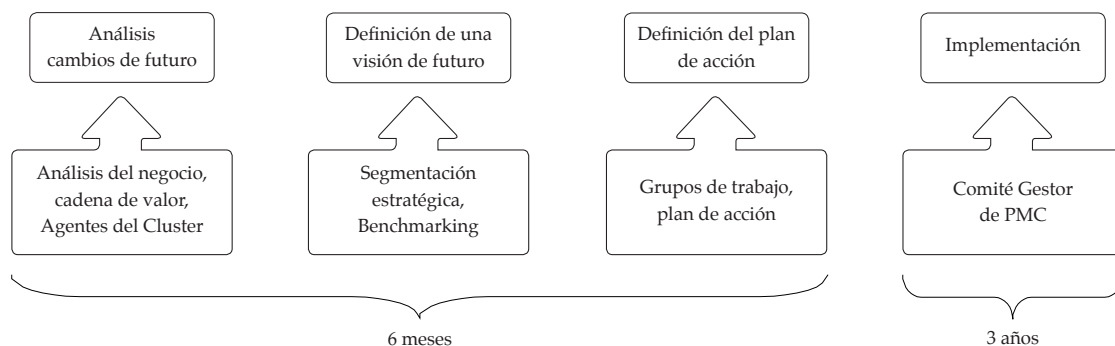 Análisis
cambios de futuro
Definición de una
visión de futuro
Definición del plan
de acción
Implementación
Análisis del negocio,
cadena de valor,
Agentes del Cluster
Segmentación
estratégica,
Benchmarking
Grupos de trabajo,
plan de acción
Comité Gestor
de PMC
6 meses
3 años